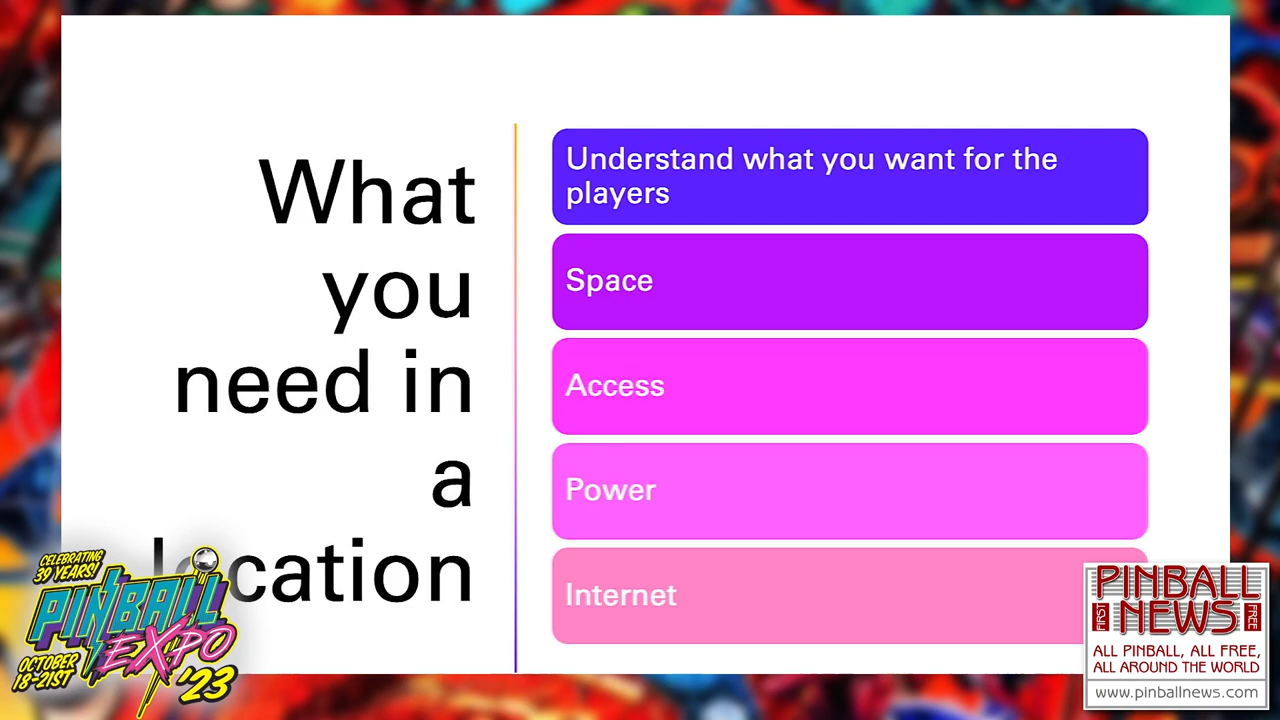 What
you
need in
a
location
Understand what you want for the
players
Space
Access
Power
Internet
CELEBRATING
39 YEARS!
PINBALL
EXPO
OCTOBER
18-21ST
'23
PINBALL
FIRST NEWS FREE
ALL PINBALL, ALL FREE,
ALL AROUND THE WORLD
www.pinballnews.com